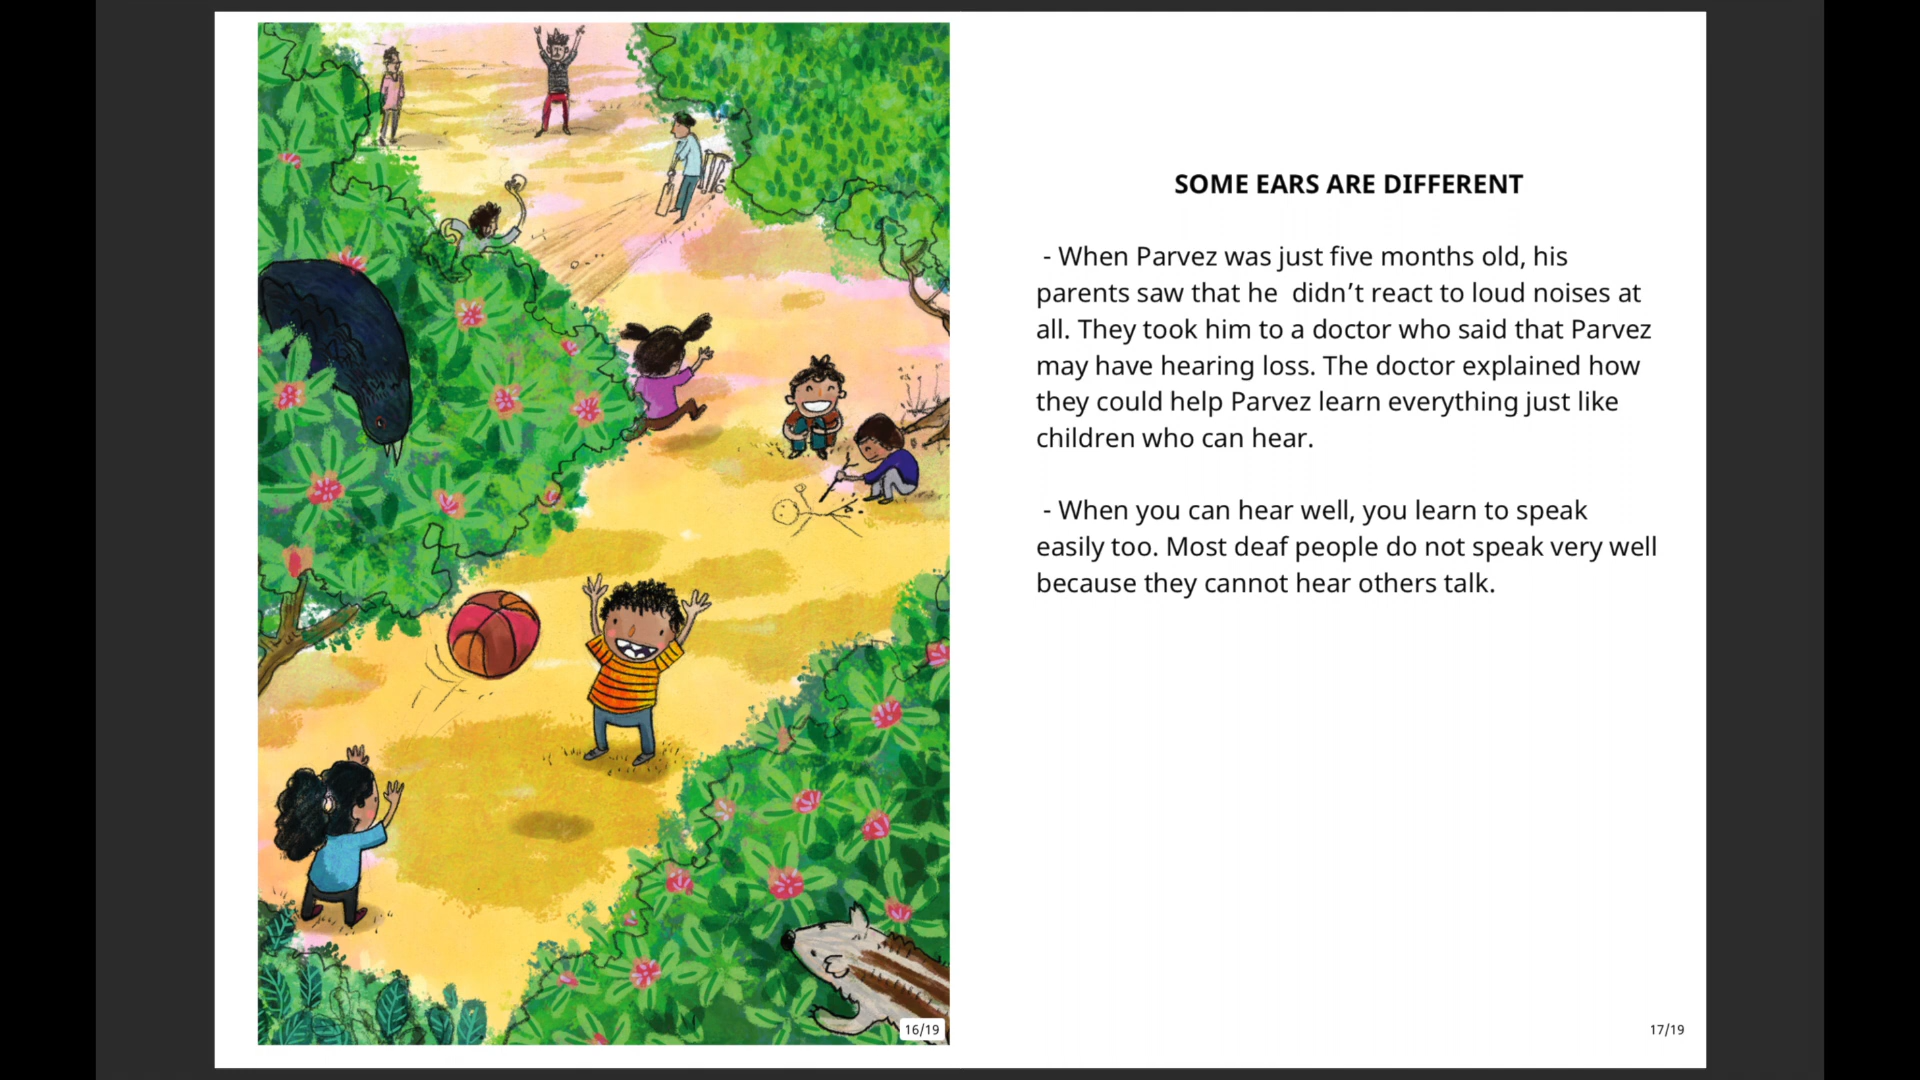 16/19
SOME EARS ARE DIFFERENT
- When Parvez was just five months old, his
parents saw that he  didn’t react to loud noises at
all. They took him to a doctor who said that Parvez
may have hearing loss. The doctor explained how
they could help Parvez learn everything just like
children who can hear.
- When you can hear well, you learn to speak
easily too. Most deaf people do not speak very well
because they cannot hear others talk.
17/19